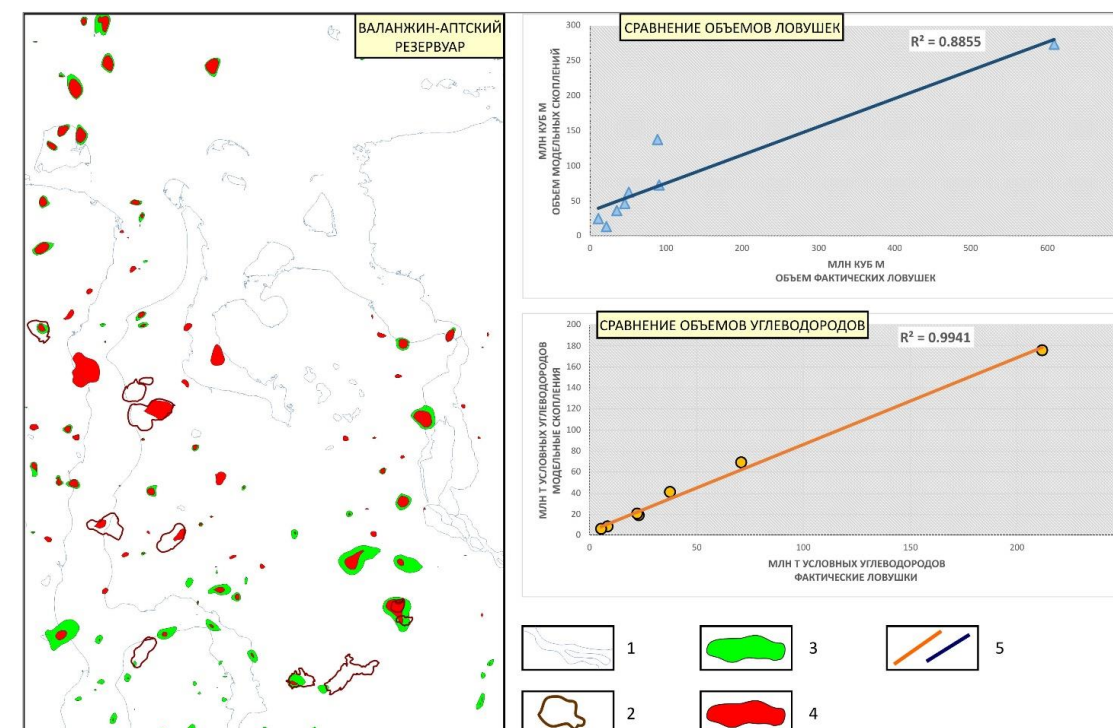 ВАЛАНЖИН-АПТСКИЙ
РЕЗЕРВУАР
СРАВНЕНИЕ ОБЪЕМОВ ЛОВУШЕК
R² = 0.8855
МЛН КУБ М
ОБЪЕМ МОДЕЛЬНЫХ СКОПЛЕНИЙ
300
250
200
150
100
50
0
0 100 200 300 400 500 600
МЛН КУБ М
ОБЪЕМ ФАКТИЧЕСКИХ ЛОВУШЕК
СРАВНЕНИЕ ОБЪЕМОВ УГЛЕВОДОРОДОВ
R² = 0.9941
МЛН Т УСЛОВНЫХ УГЛЕВОДОРОДОВ
МОДЕЛЬНЫЕ СКОПЛЕНИЯ
200
180
160
140
120
100
80
60
40
20
0
0 50 100 150 200
МЛН Т УСЛОВНЫХ УГЛЕВОДОРОДОВ
ФАКТИЧЕСКИЕ ЛОВУШКИ
1 3 5
2 4